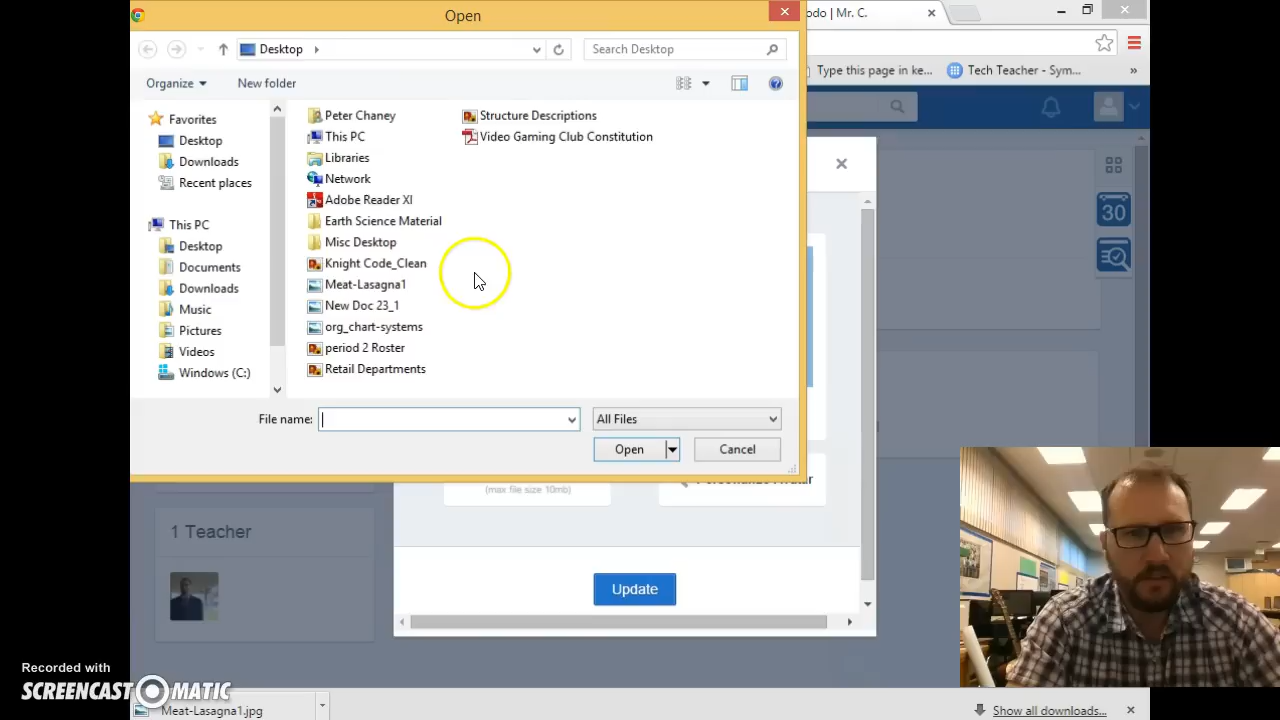 Open
odo | Mr. C.
Desktop
Search Desktop
Type this page in ke...
Tech Teacher - Sym...
»
Organize
New folder
Favorites
Desktop
Downloads
Recent places
This PC
Desktop
Documents
Downloads
Music
Pictures
Videos
Windows (C:)
Peter Chaney
This PC
Libraries
Network
Adobe Reader XI
Earth Science Material
Misc Desktop
Knight Code_Clean
Meat-Lasagna1
New Doc 23_1
org_chart-systems
period 2 Roster
Retail Departments
Structure Descriptions
Video Gaming Club Constitution
30
File name:
All Files
Open
Cancel
Personalize Avatar
(max file size 10mb)
1 Teacher
Update
Recorded with
SCREENCAST MATIC
Meat-Lasagna1.jpg
Show all downloads...